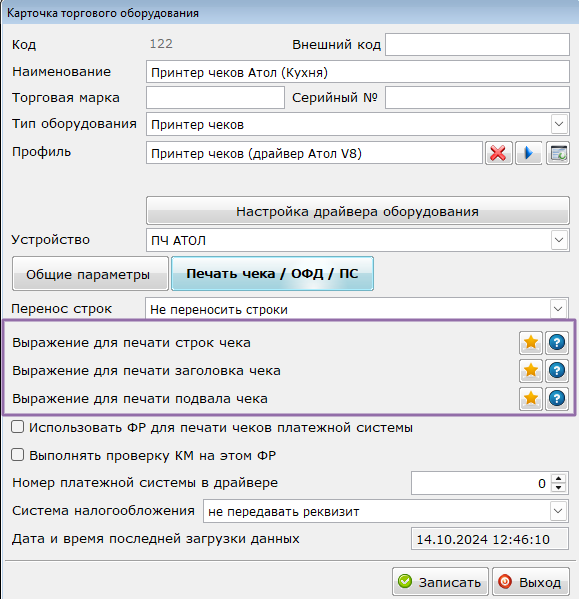 Карточка торгового оборудования
Код 122 Внешний код
Наименование Принтер чеков Атол (Кухня)
Торговая марка Серийный №
Тип оборудования Принтер чеков
Профиль Принтер чеков (драйвер Атол V8)
Настройка драйвера оборудования
Устройство ПЧ АТОЛ
Общие параметры Печать чека / ОФД / ПС
Перенос строк Не переносить строки
Выражение для печати строк чека ?
Выражение для печати заголовка чека ?
Выражение для печати подвала чека ?
Использовать ФР для печати чеков платежной системы
Выполнять проверку КМ на этом ФР
Номер платежной системы в драйвере 0
Система налогообложения не передавать реквизит
Дата и время последней загрузки данных 14.10.2024 12:46:10
Записать Выход